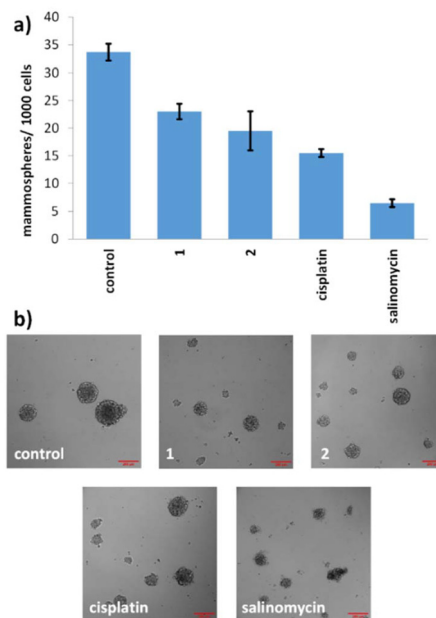 a)
mammospheres/ 1000 cells
40
35
30
25
20
15
10
5
0
control
1
2
cisplatin
salinomycin
b)
control
1
2
cisplatin
salinomycin